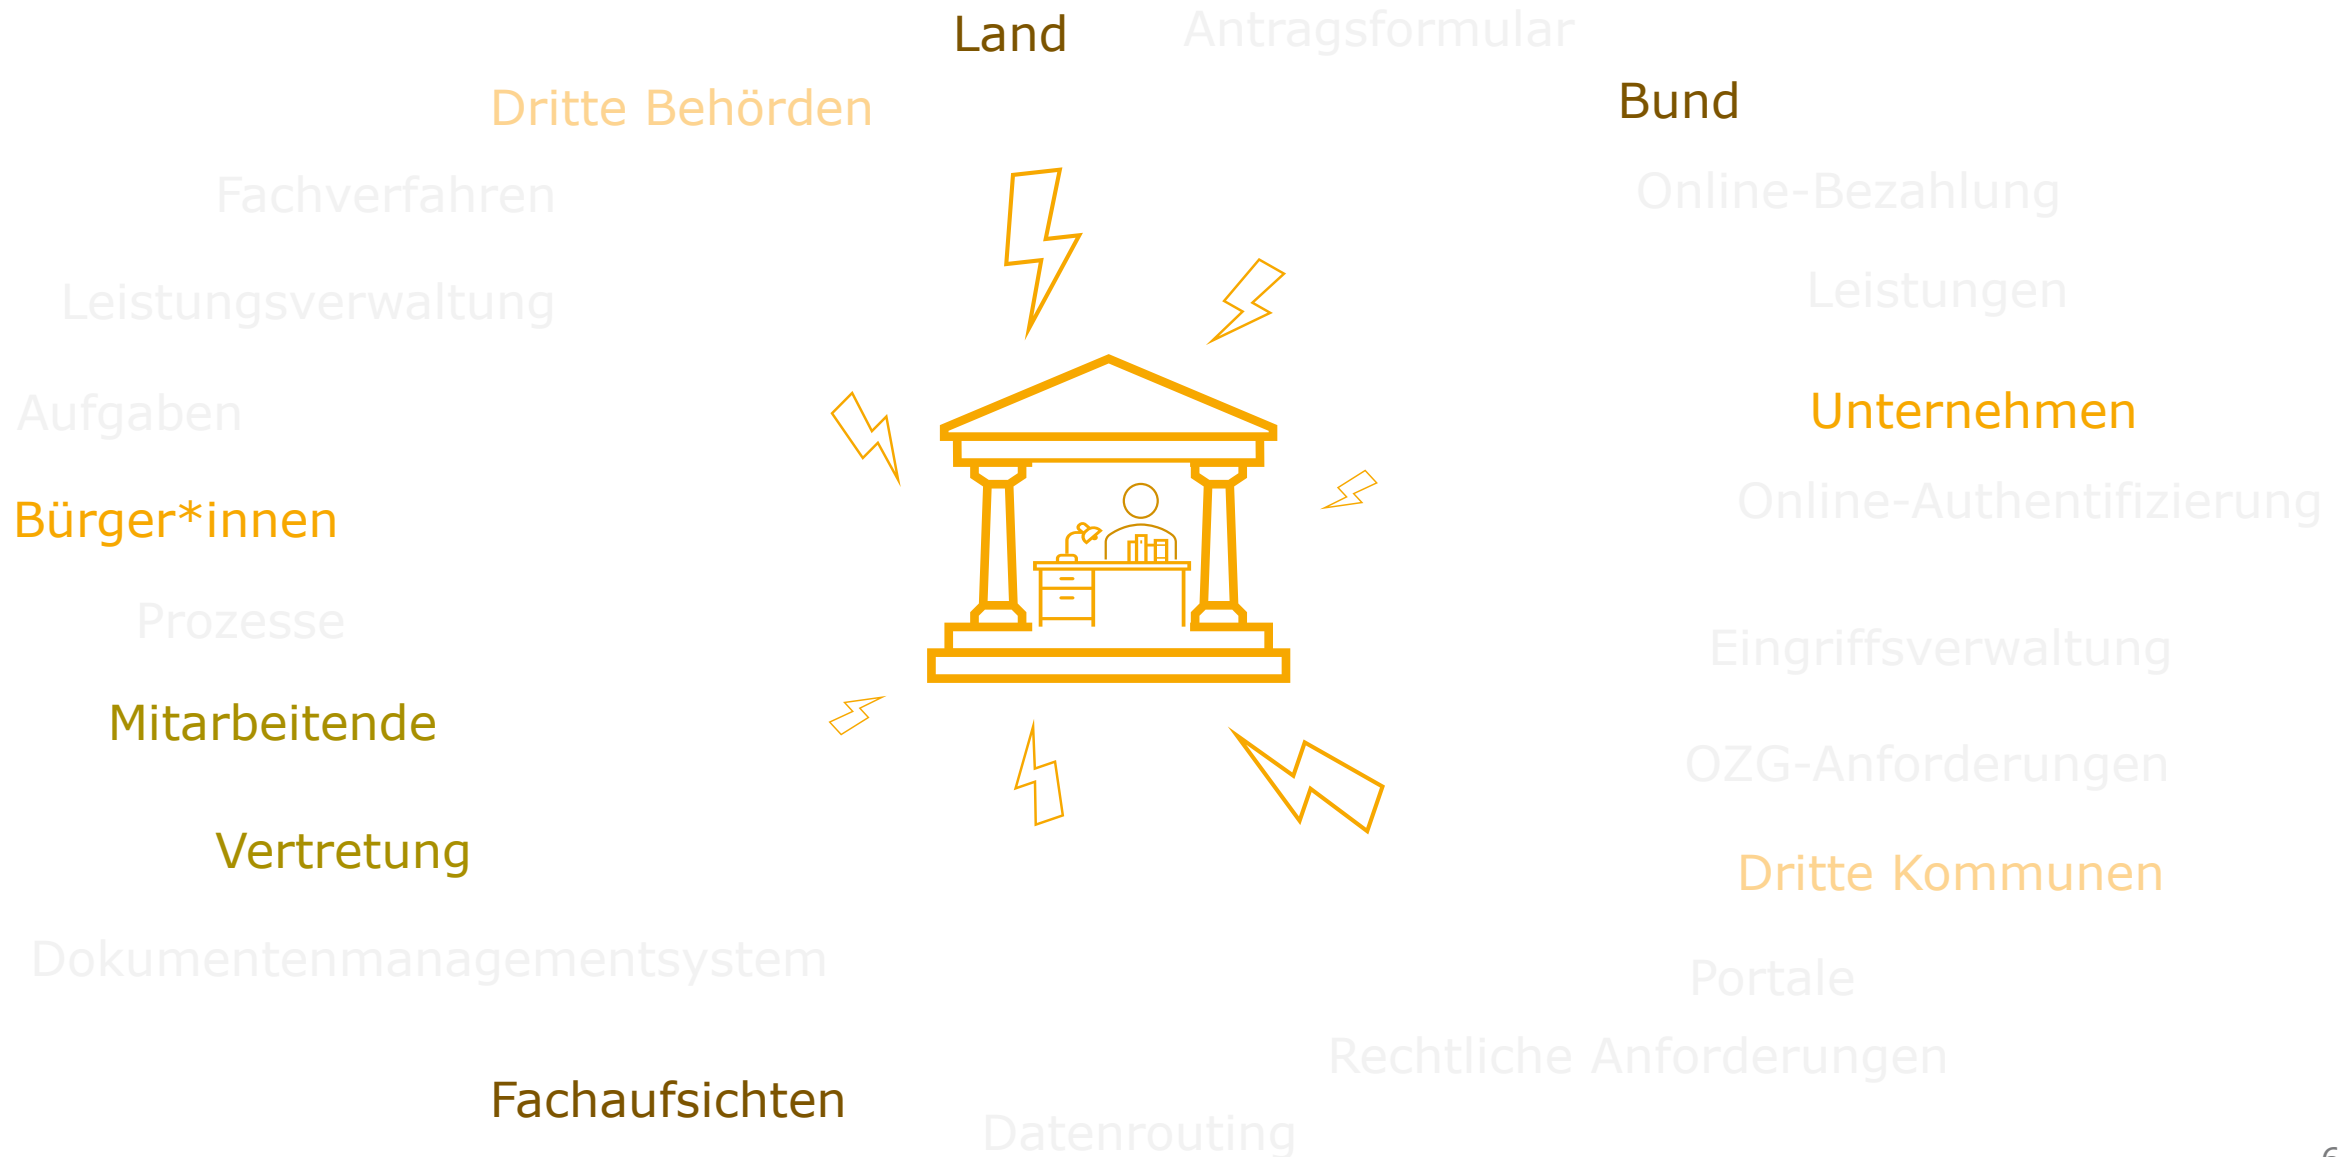 Land
Antragsformular
Dritte Behörden
Bund
Fachverfahren
Online-Bezahlung
Leistungsverwaltung
Leistungen
Aufgaben
Unternehmen
Bürger*innen
Online-Authentifizierung
Prozesse
Eingriffsverwaltung
Mitarbeitende
OZG-Anforderungen
Vertretung
Dritte Kommunen
Dokumentenmanagementsystem
Portale
Rechtliche Anforderungen
Fachaufsichten
Datenrouting